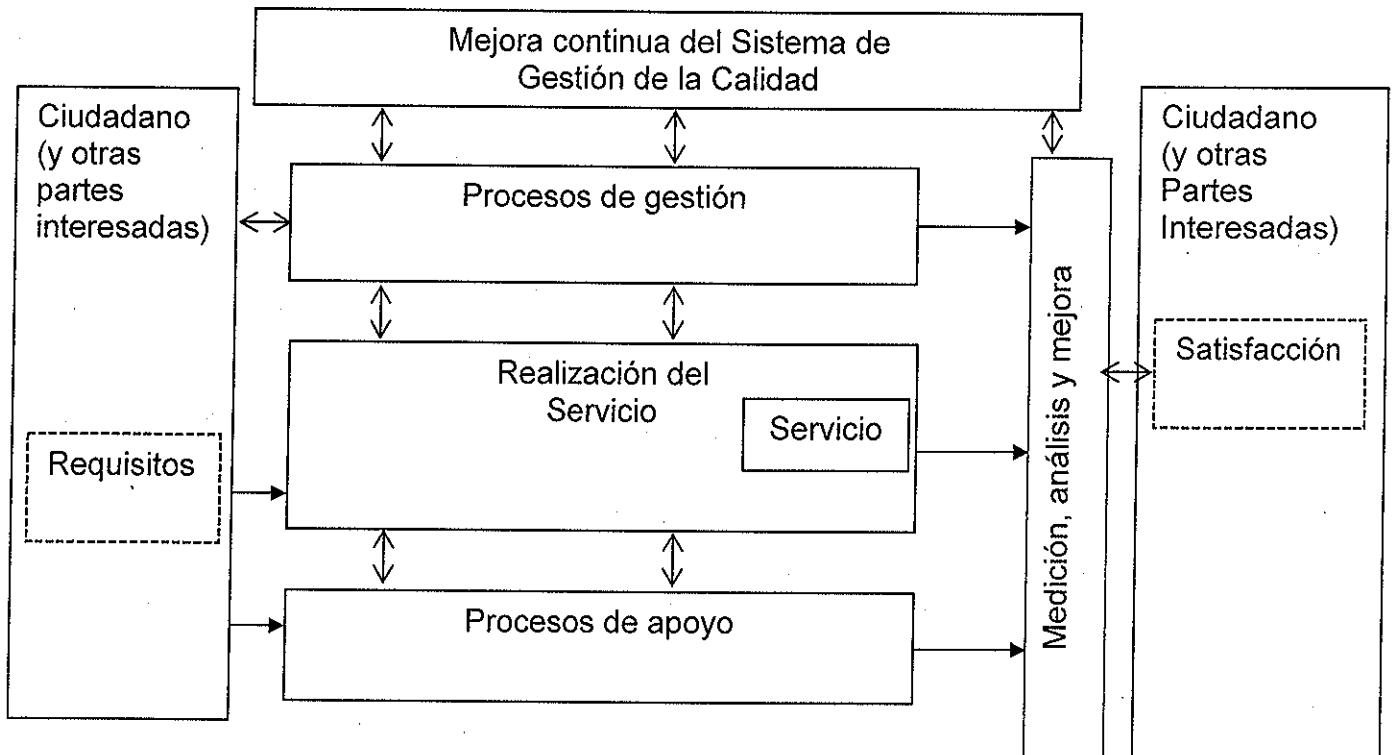 Mejora continua del Sistema de
Gestión de la Calidad
Ciudadano
(y otras
partes
interesadas)
Requisitos
Procesos de gestión
Realización del
Servicio
Servicio
Procesos de apoyo
Medición, análisis y mejora
Ciudadano
(y otras
Partes
Interesadas)
Satisfacción